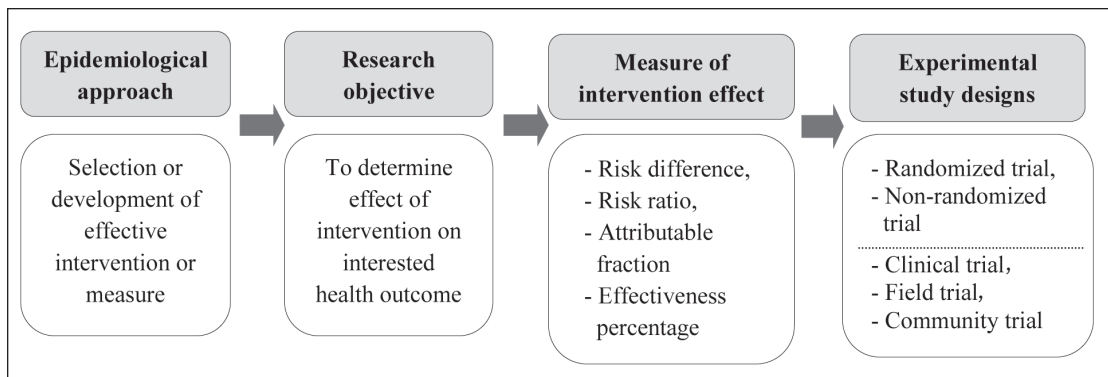 Epidemiological
approach
Selection or
development of
effective
intervention or
measure
Research
objective
To determine
effect of
intervention on
interested
health outcome
Measure of
intervention effect
- Risk difference,
- Risk ratio,
- Attributable
fraction
- Effectiveness
percentage
Experimental
study designs
- Randomized trial,
- Non-randomized
trial
- Clinical trial,
- Field trial,
- Community trial